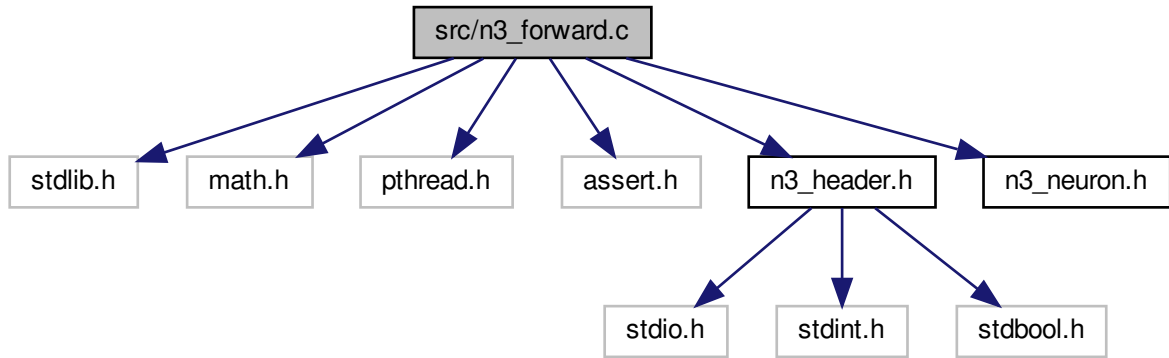 src/n3_forward.c
stdlib.h
math.h
pthread.h
assert.h
n3_header.h
n3_neuron.h
stdio.h
stdint.h
stdbool.h